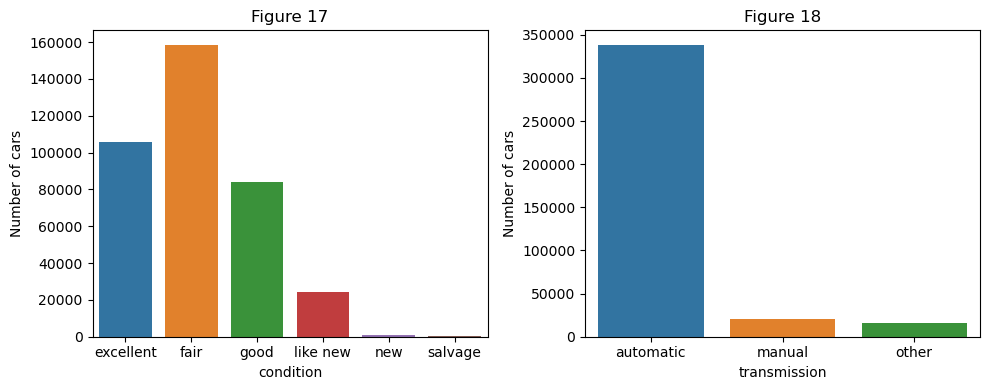 Figure 17
Number of cars
160000
140000
120000
100000
80000
60000
40000
20000
0
excellent fair good like new new salvage
condition
Figure 18
Number of cars
350000
300000
250000
200000
150000
100000
50000
0
automatic manual other
transmission